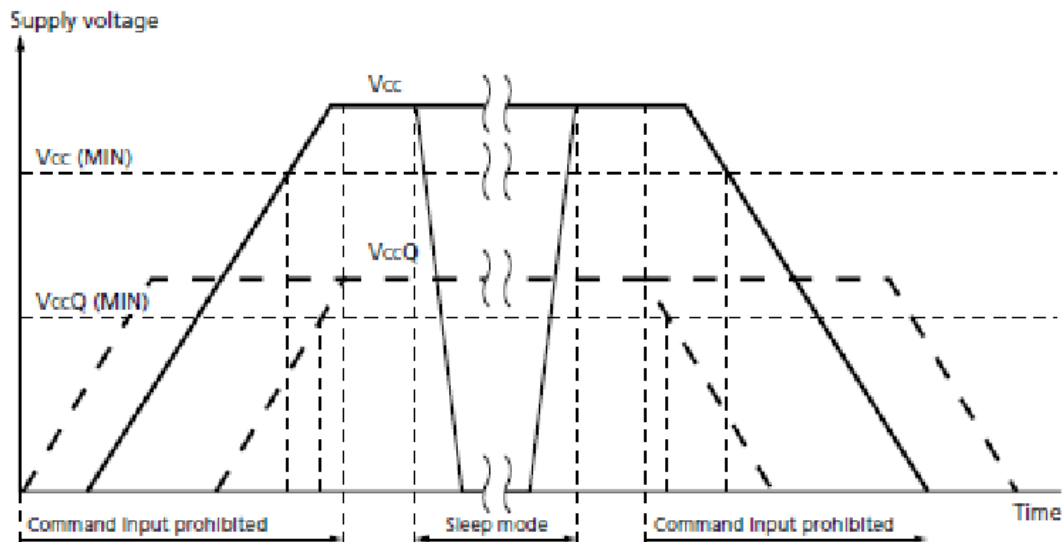 Supply voltage
Vcc
Vcc (MIN)
VccQ
VccQ (MIN)
Time
Command input prohibited
Sleep mode
Command input prohibited